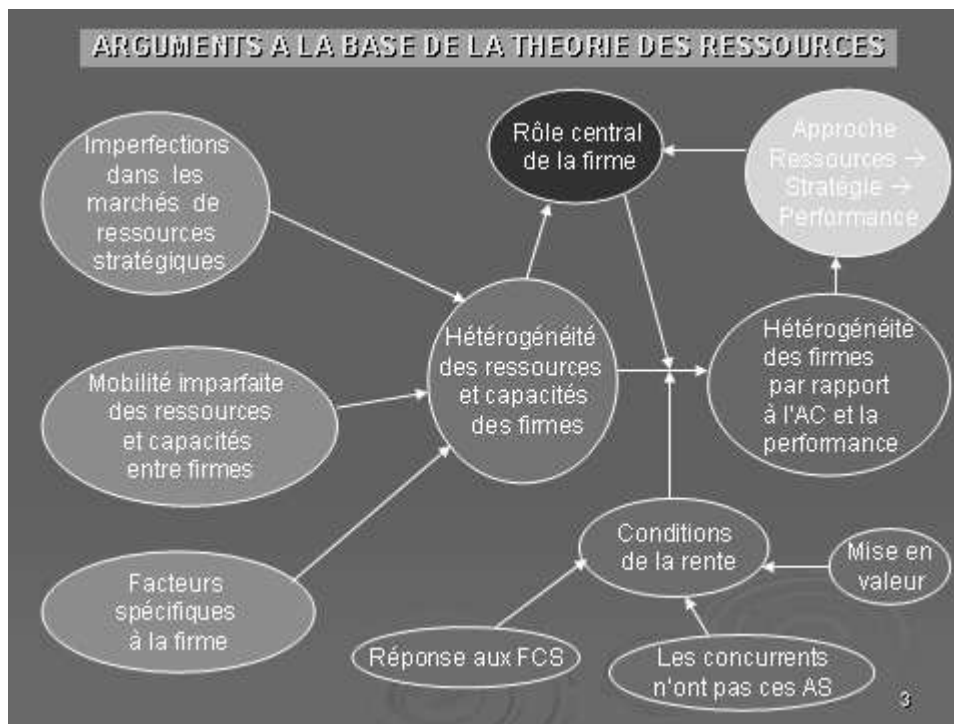 ARGUMENTS A LA BASE DE LA THEORIE DES RESSOURCES
Imperfections
dans les
marchés de
ressources
stratégiques
Rôle central
de la firme
Approche
Ressources →
Stratégie →
Performance
Mobilité imparfaite
des ressources
et capacités
entre firmes
Hétérogénéité
des ressources
et capacités
des firmes
Hétérogénéité
des firmes
par rapport
à l'AC et la
performance
Facteurs
spécifiques
à la firme
Conditions
de la rente
Mise en
valeur
Réponse aux FCS
Les concurrents
n'ont pas ces AS
3